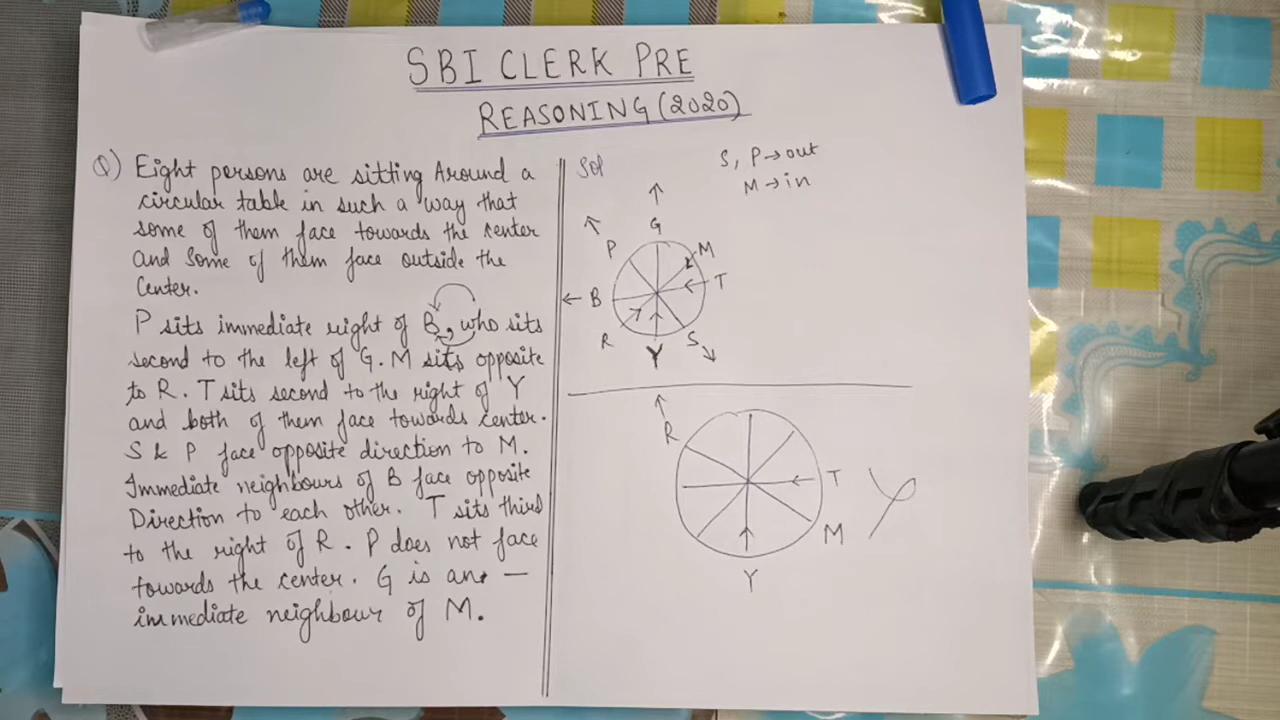 SBI CLERK PRE
REASONING (2020)
Q) Eight persons are sitting Around a
circular table in such a way that
some of them face towards the center
and some of them face outside the
Center.
P sits immediate right of B, who sits
second to the left of G. M sits opposite
to R. T sits second to the right of Y
and both of them face towards center.
S & P face opposite direction to M.
Immediate neighbours of B face opposite
Direction to each other. T sits third
to the right of R. P does not face
towards the center. G is an —
immediate neighbour of M.
Sol
S, P → out
M → in
G
P
M
B
T
R
S
Y
R
T
M
Y